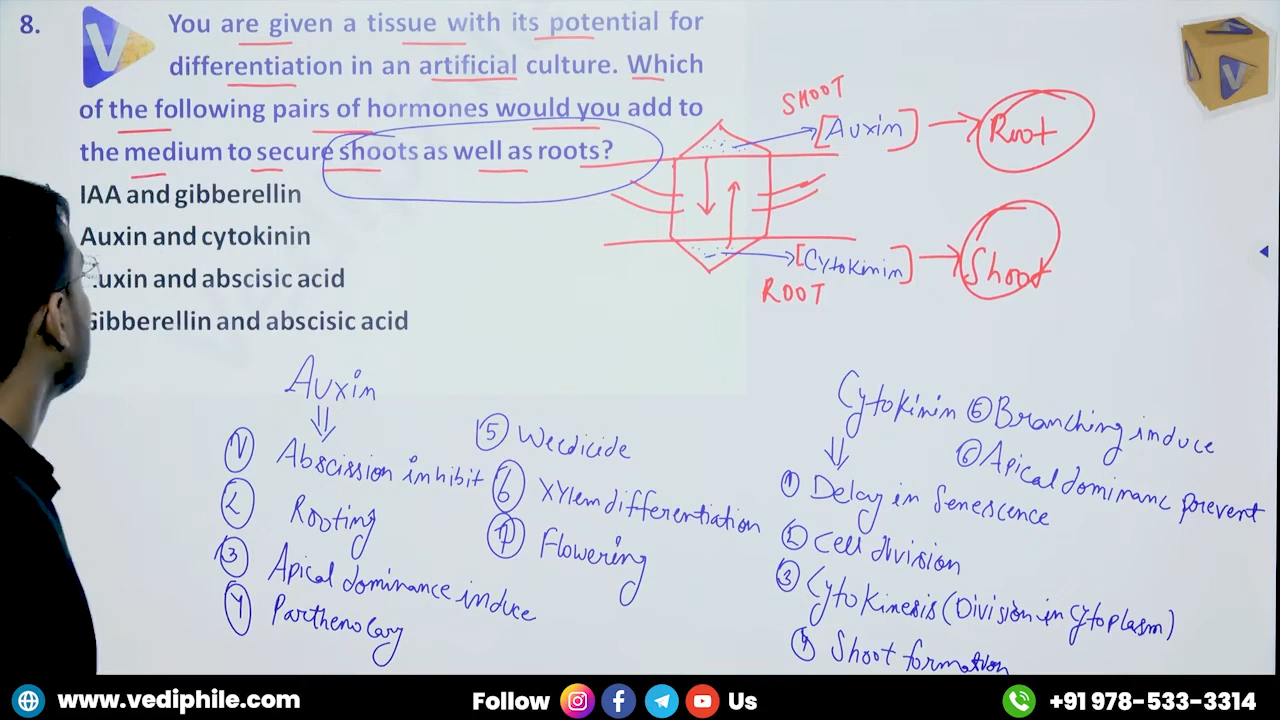 8.
You are given a tissue with its potential for
differentiation in an artificial culture. Which
of the following pairs of hormones would you add to
the medium to secure shoots as well as roots?
IAA and gibberellin
Auxin and cytokinin
uxin and abscisic acid
Gibberellin and abscisic acid
SHOOT
[Auxin] → Root
[Cytokinin] → Shoot
ROOT
Auxin
⇓
1 Abscission inhibit
2 Rooting
3 Apical dominance induce
4 Parthenocary
5 Weedicide
6 Xylem differentiation
7 Flowering
Cytokinin
⇓
1 Delay in Senescence
2 Cell division
3 Cytokinesis (Division in cytoplasm)
4 Shoot formation
5 Branching induce
6 Apical dominanc prevent
www.vediphile.com
Follow Us
+91 978-533-3314